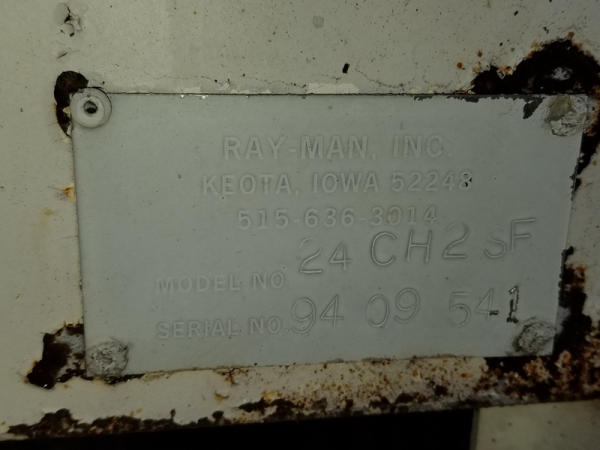 RAY-MAN, INC.
KEOTA, IOWA 52248
515-636-3014
MODEL NO. 24 CH2 SF
SERIAL NO. 94 09 541